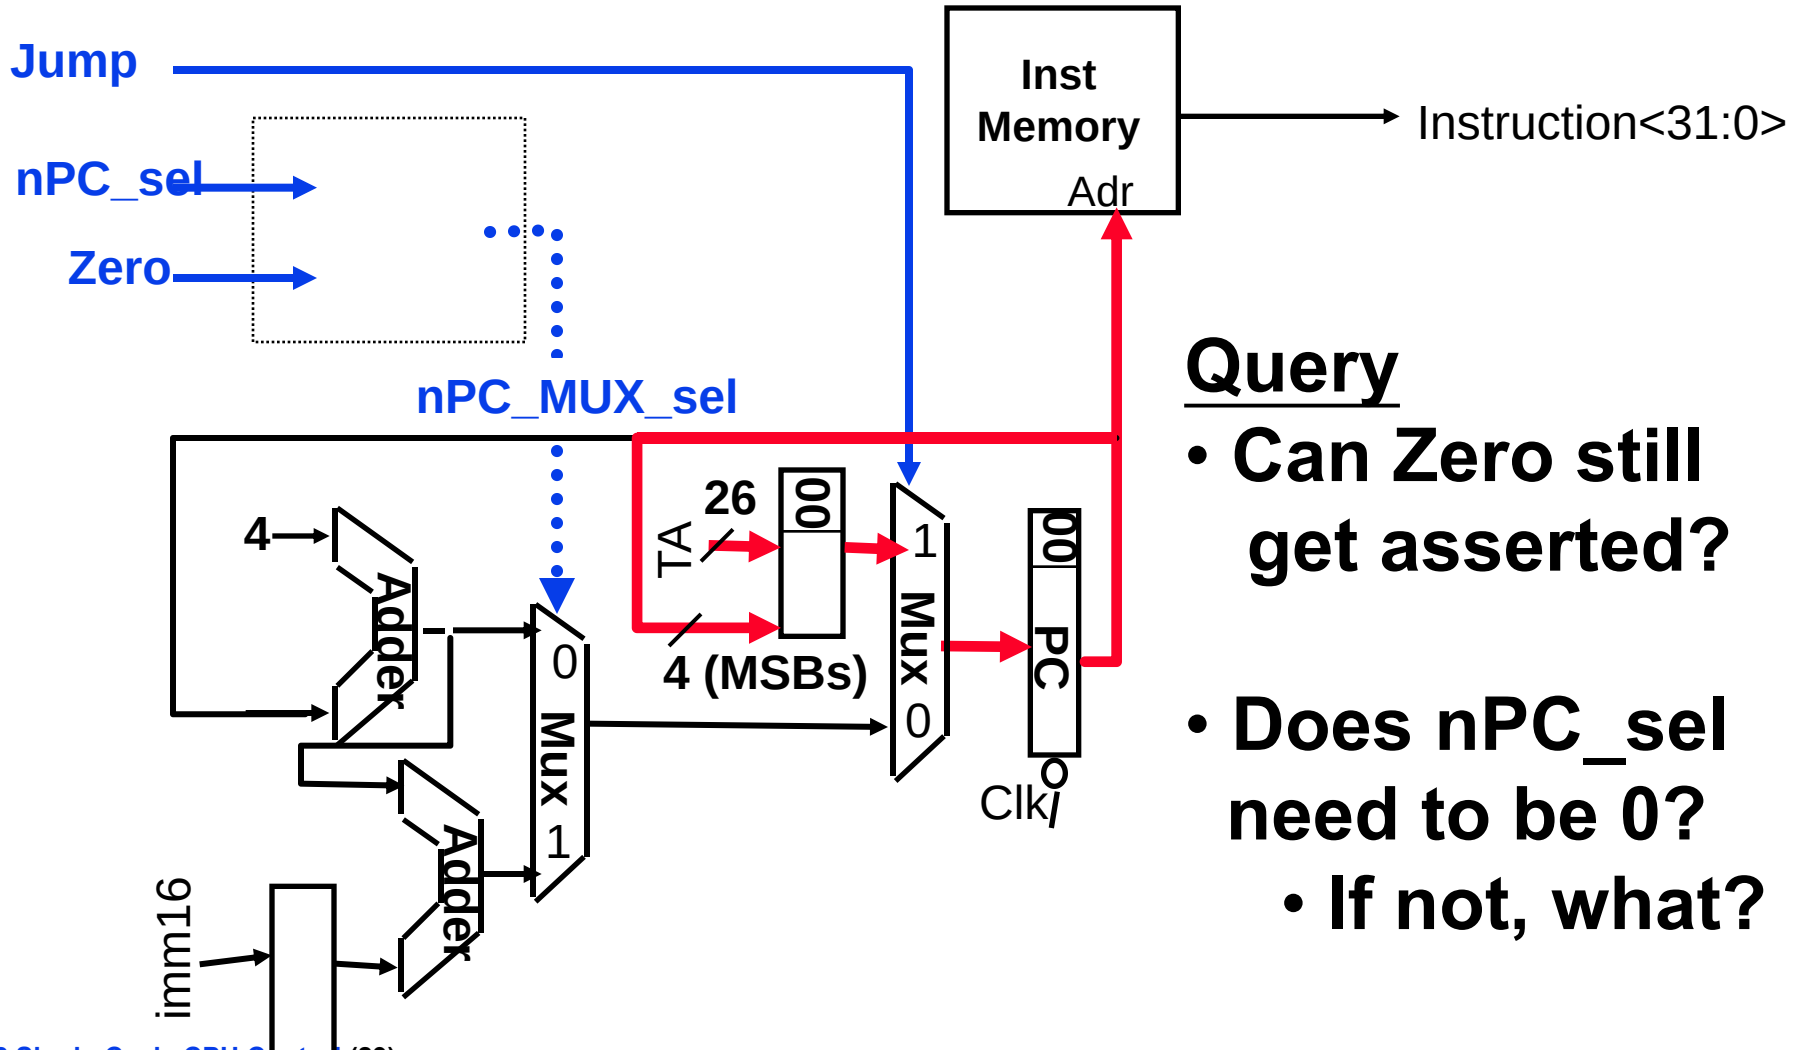 Jump
nPC_sel
Zero
nPC_MUX_sel
Inst
Memory
Adr
Instruction<31:0>
4
Adder
Adder
imm16
0
Mux
1
TA
26
00
4 (MSBs)
1
Mux
0
00
PC
Clk
Query
• Can Zero still
get asserted?
• Does nPC_sel
need to be 0?
• If not, what?